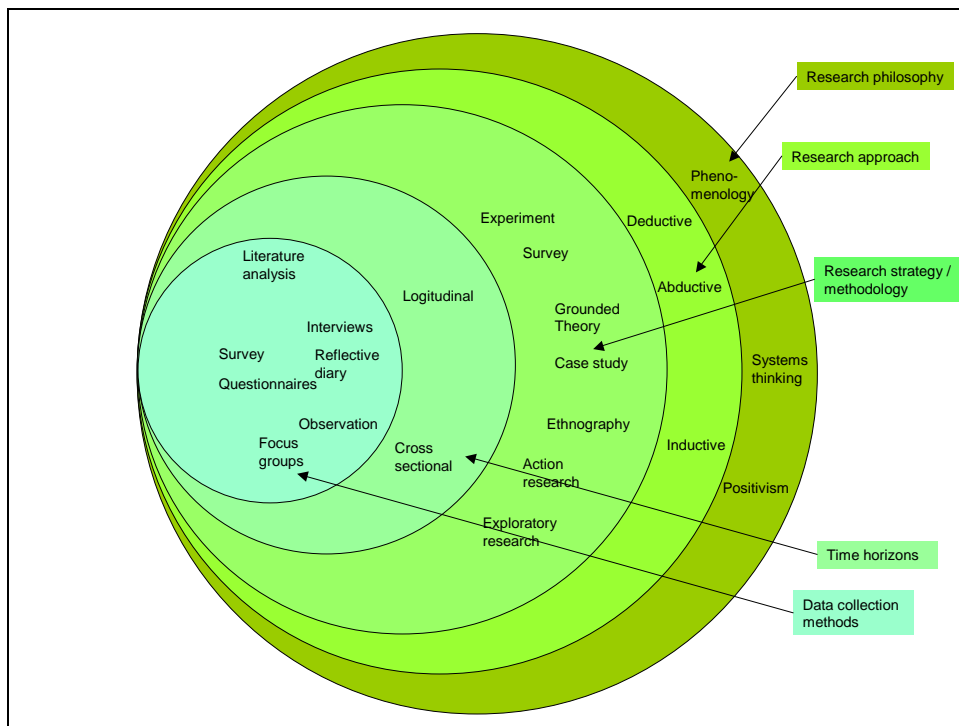 Research philosophy
Research approach
Pheno-
menology
Experiment
Deductive
Survey
Literature
analysis
Research strategy /
methodology
Abductive
Logitudinal
Grounded
Theory
Interviews
Survey
Reflective
diary
Case study
Systems
thinking
Questionnaires
Observation
Ethnography
Focus
groups
Cross
sectional
Inductive
Action
research
Positivism
Exploratory
research
Time horizons
Data collection
methods